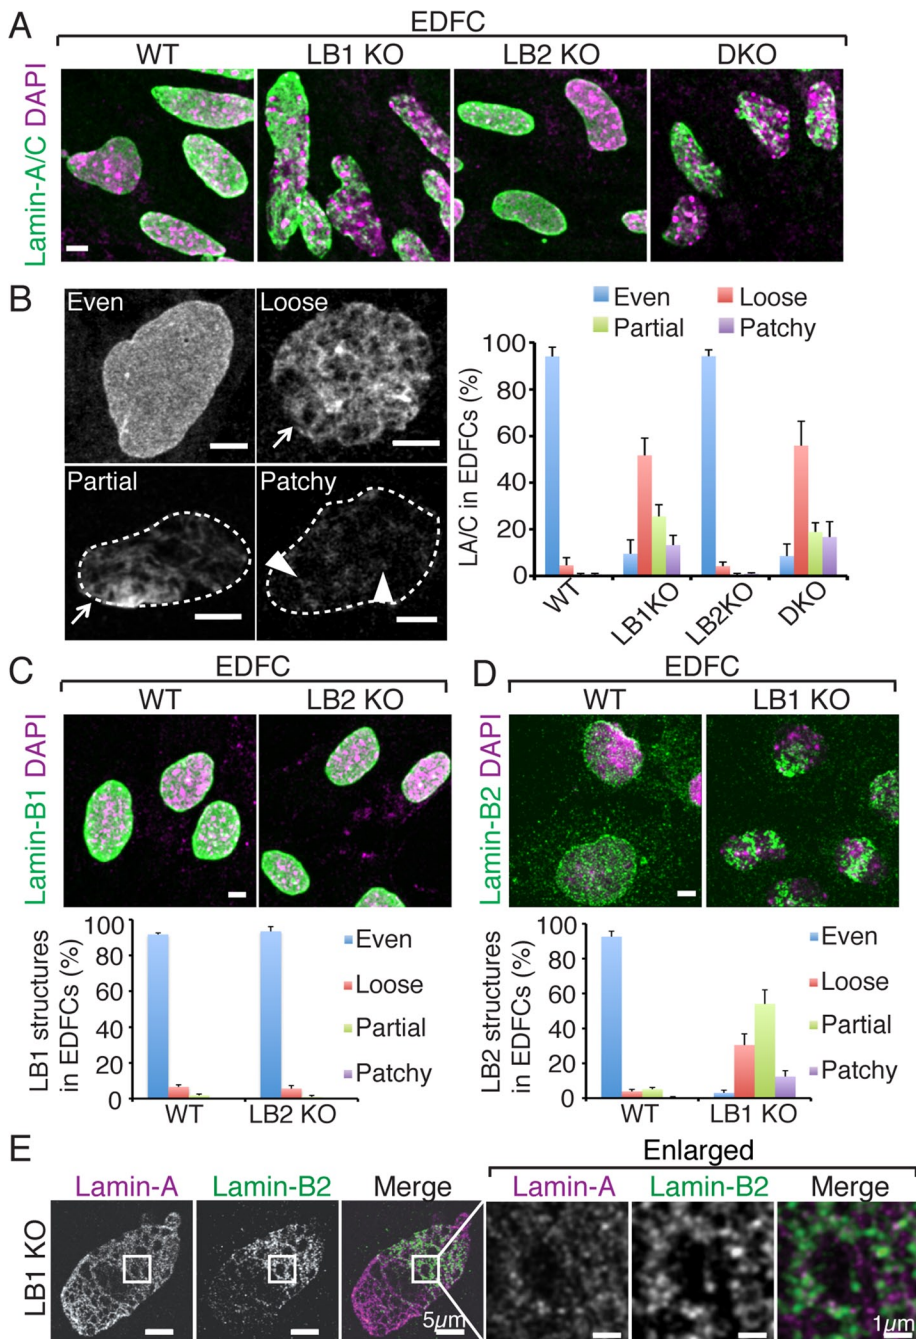 A
EDFC
WT LB1 KO LB2 KO DKO
Lamin-A/C DAPI
B
Even Loose
Partial Patchy
Even Loose
Partial Patchy
LA/C in EDFCs (%)
100
80
60
40
20
0
WT LB1KO LB2KO DKO
C
EDFC
WT LB2 KO
Lamin-B1 DAPI
LB1 structures
in EDFCs (%)
100
80
60
40
20
0
WT LB2 KO
Even
Loose
Partial
Patchy
D
EDFC
WT LB1 KO
Lamin-B2 DAPI
LB2 structures
in EDFCs (%)
100
80
60
40
20
0
WT LB1 KO
Even
Loose
Partial
Patchy
E
Enlarged
Lamin-A Lamin-B2 Merge Lamin-A Lamin-B2 Merge
LB1 KO
5µm 1µm